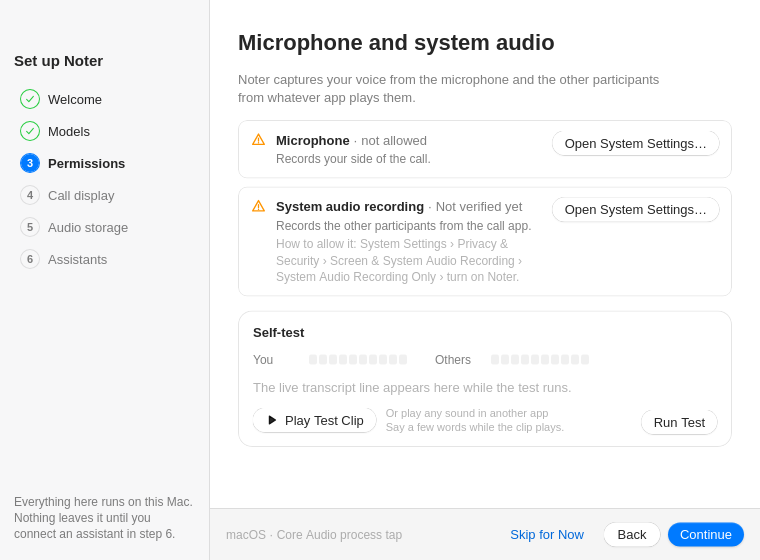 Set up Noter
Welcome
Models
3 Permissions
4 Call display
5 Audio storage
6 Assistants
Everything here runs on this Mac.
Nothing leaves it until you
connect an assistant in step 6.
Microphone and system audio
Noter captures your voice from the microphone and the other participants
from whatever app plays them.
Microphone · not allowed
Records your side of the call.
Open System Settings…
System audio recording · Not verified yet
Records the other participants from the call app.
How to allow it: System Settings › Privacy &
Security › Screen & System Audio Recording ›
System Audio Recording Only › turn on Noter.
Open System Settings…
Self-test
You Others
The live transcript line appears here while the test runs.
Play Test Clip
Or play any sound in another app
Say a few words while the clip plays.
Run Test
macOS · Core Audio process tap
Skip for Now Back Continue